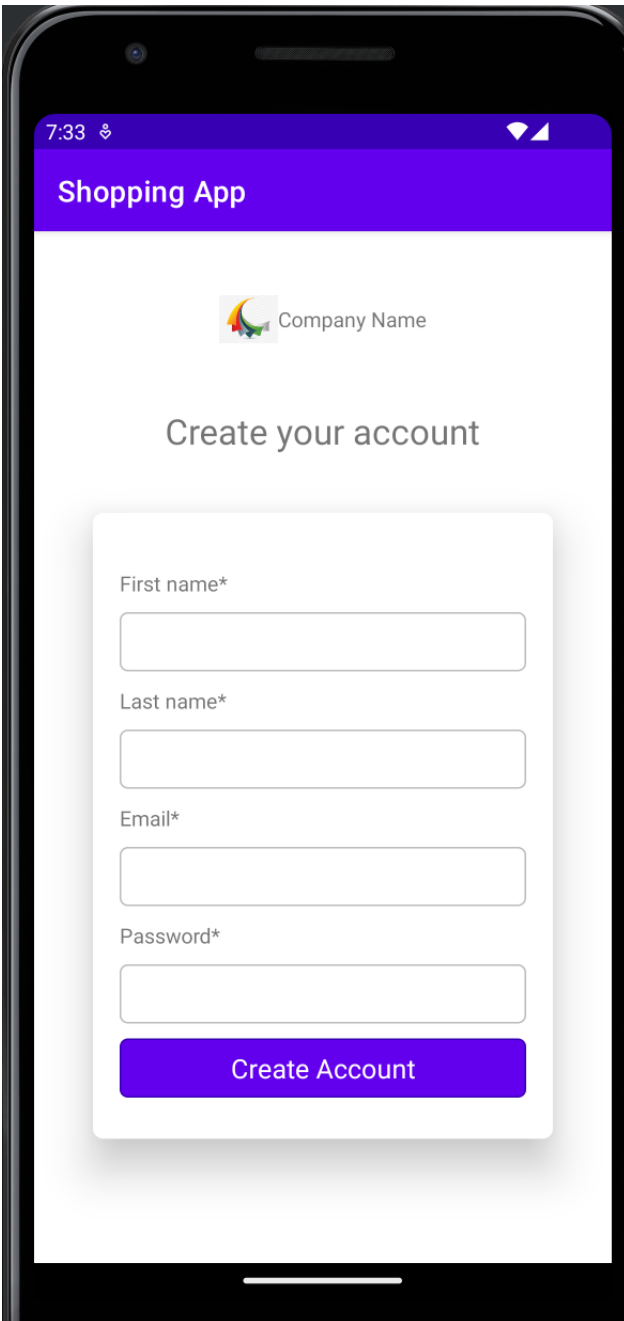 7:33
Shopping App
Company Name
Create your account
First name*
Last name*
Email*
Password*
Create Account